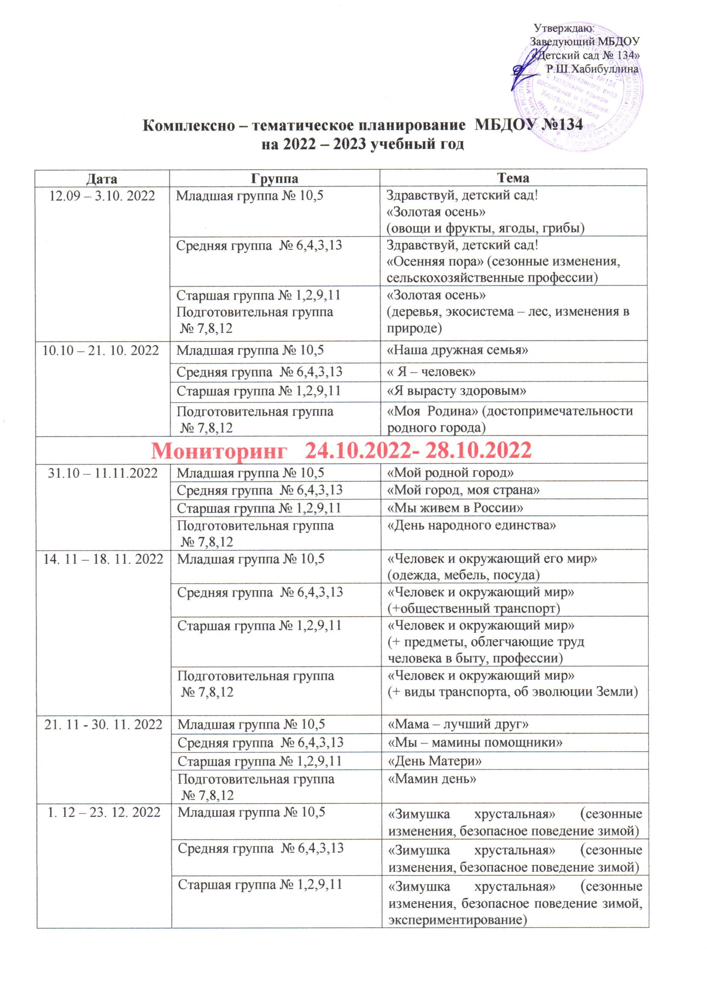 Утверждаю:
Заведующий МБДОУ
«Детский сад № 134»
Р.Ш.Хабибуллина
Детский сад №134
комбинированного вида
с татарским языком
воспитания и обучения
Кировского района
г.Казани
Комплексно – тематическое планирование МБДОУ №134
на 2022 – 2023 учебный год
Дата Группа Тема
12.09 – 3.10. 2022 Младшая группа № 10,5 Здравствуй, детский сад!
«Золотая осень»
(овощи и фрукты, ягоды, грибы)
Средняя группа № 6,4,3,13 Здравствуй, детский сад!
«Осенняя пора» (сезонные изменения,
сельскохозяйственные профессии)
Старшая группа № 1,2,9,11 «Золотая осень»
Подготовительная группа (деревья, экосистема – лес, изменения в
№ 7,8,12 природе)
10.10 – 21. 10. 2022 Младшая группа № 10,5 «Наша дружная семья»
Средняя группа № 6,4,3,13 « Я – человек»
Старшая группа № 1,2,9,11 «Я вырасту здоровым»
Подготовительная группа «Моя Родина» (достопримечательности
№ 7,8,12 родного города)
Мониторинг 24.10.2022- 28.10.2022
31.10 – 11.11.2022 Младшая группа № 10,5 «Мой родной город»
Средняя группа № 6,4,3,13 «Мой город, моя страна»
Старшая группа № 1,2,9,11 «Мы живем в России»
Подготовительная группа «День народного единства»
№ 7,8,12
14. 11 – 18. 11. 2022 Младшая группа № 10,5 «Человек и окружающий его мир»
(одежда, мебель, посуда)
Средняя группа № 6,4,3,13 «Человек и окружающий мир»
(+общественный транспорт)
Старшая группа № 1,2,9,11 «Человек и окружающий мир»
(+ предметы, облегчающие труд
человека в быту, профессии)
Подготовительная группа «Человек и окружающий мир»
№ 7,8,12 (+ виды транспорта, об эволюции Земли)
21. 11 - 30. 11. 2022 Младшая группа № 10,5 «Мама – лучший друг»
Средняя группа № 6,4,3,13 «Мы – мамины помощники»
Старшая группа № 1,2,9,11 «День Матери»
Подготовительная группа «Мамин день»
№ 7,8,12
1. 12 – 23. 12. 2022 Младшая группа № 10,5 «Зимушка хрустальная» (сезонные
изменения, безопасное поведение зимой)
Средняя группа № 6,4,3,13 «Зимушка хрустальная» (сезонные
изменения, безопасное поведение зимой)
Старшая группа № 1,2,9,11 «Зимушка хрустальная» (сезонные
изменения, безопасное поведение зимой,
экспериментирование)